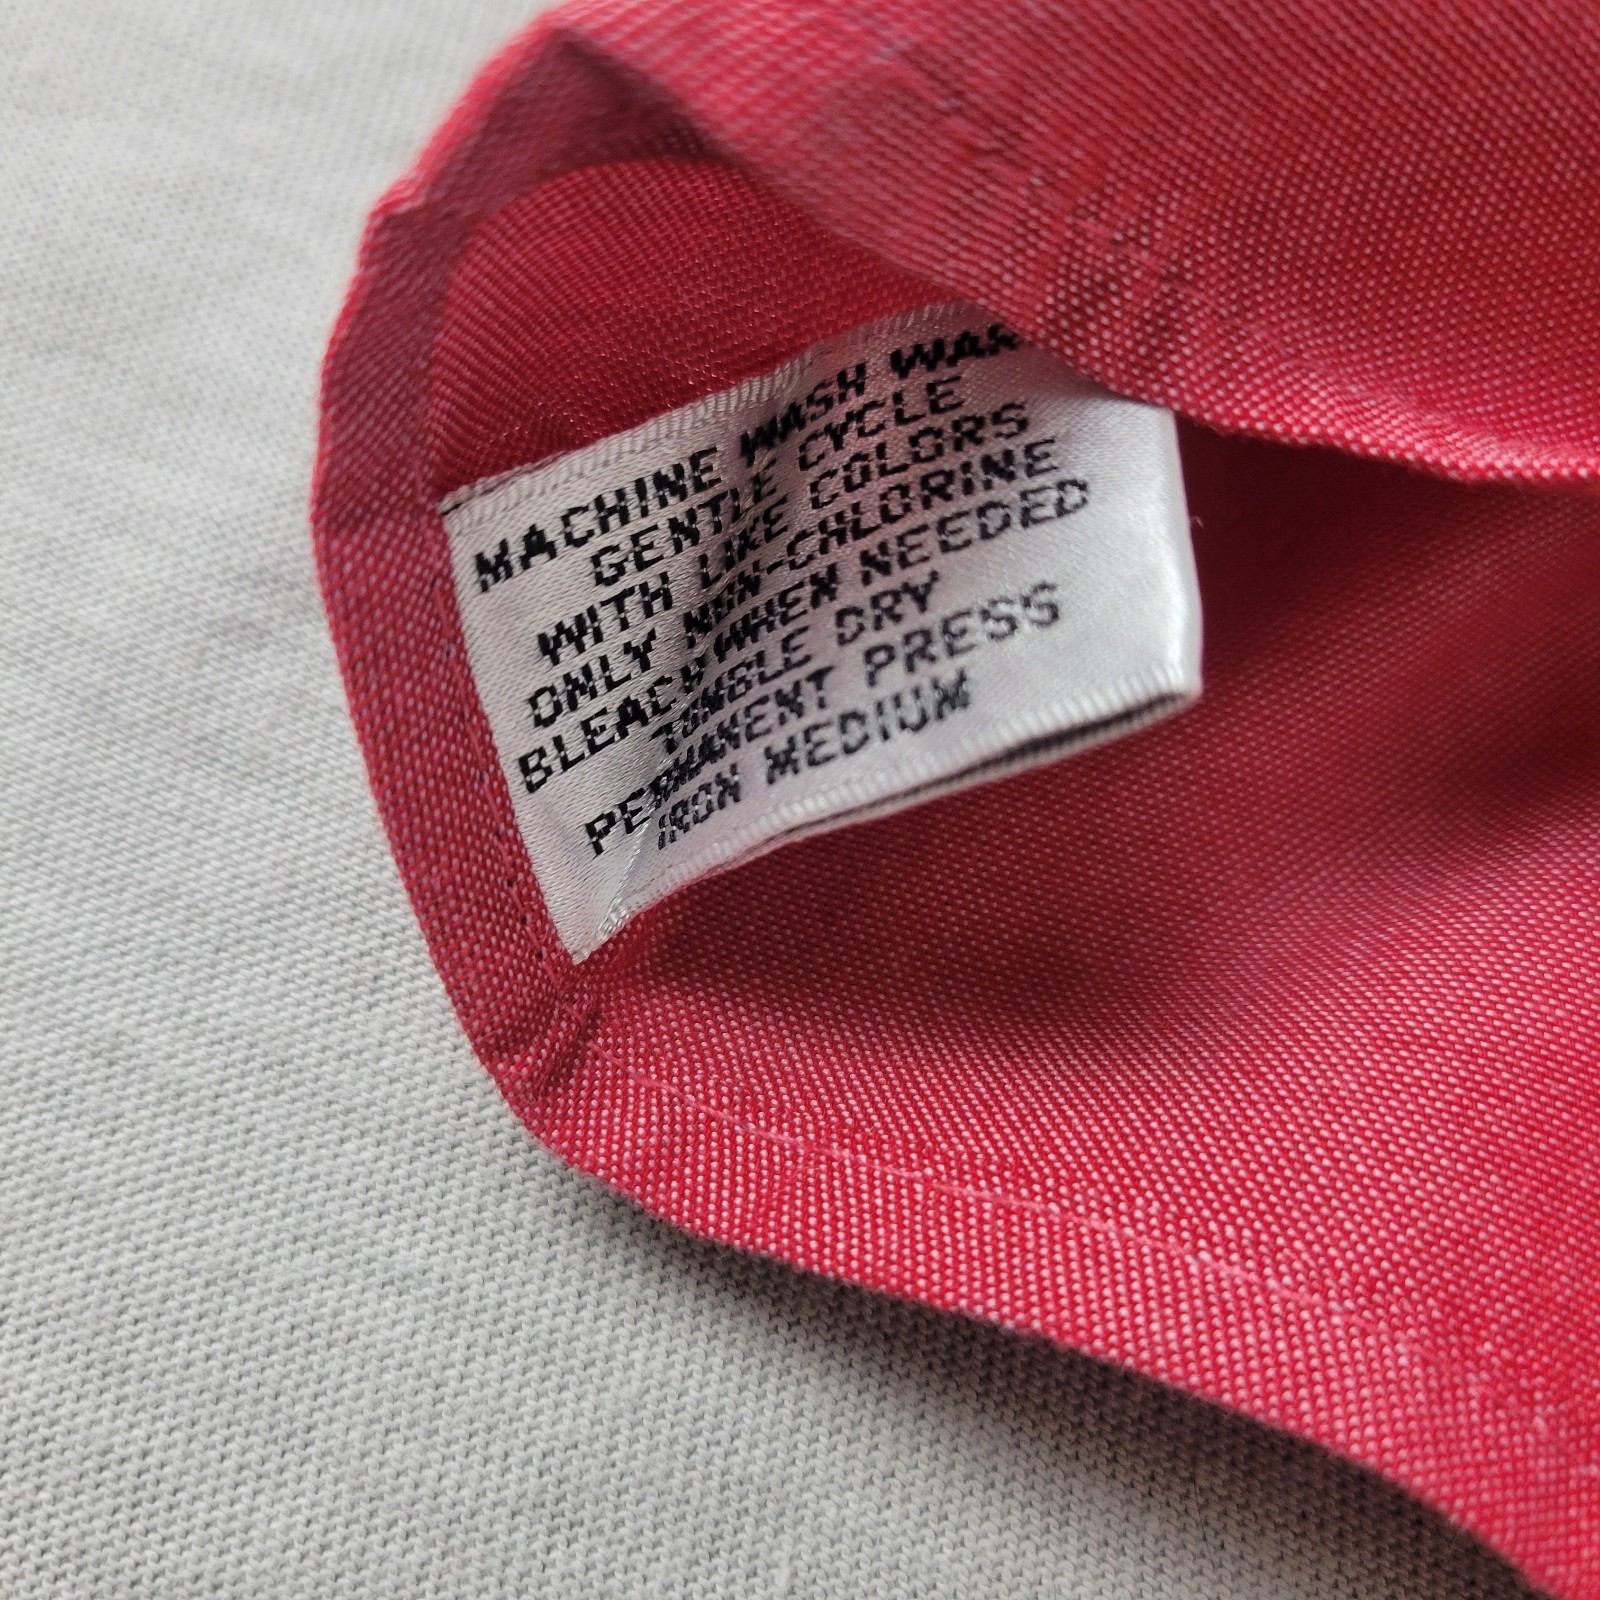 MACHINE WASH WAR
GENTLE CYCLE
WITH LIKE COLORS
ONLY NON-CHLORINE
BLEACH WHEN NEEDED
TUMBLE DRY
PERMANENT PRESS
IRON MEDIUM